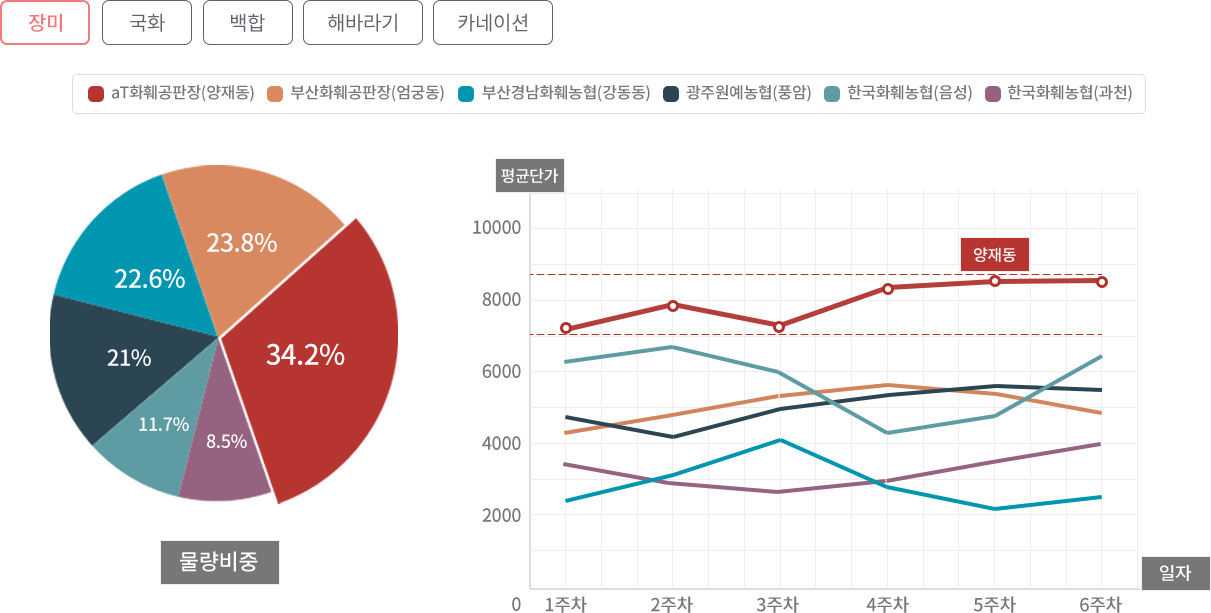 장미 국화 백합 해바라기 카네이션
aT화훼공판장(양재동) 부산화훼공판장(엄궁동) 부산경남화훼농협(강동동) 광주원예농협(풍암) 한국화훼농협(음성) 한국화훼농협(과천)
23.8%
22.6%
34.2%
21%
11.7%
8.5%
물량비중
평균단가
10000
양재동
8000
6000
4000
2000
일자
0 1주차 2주차 3주차 4주차 5주차 6주차